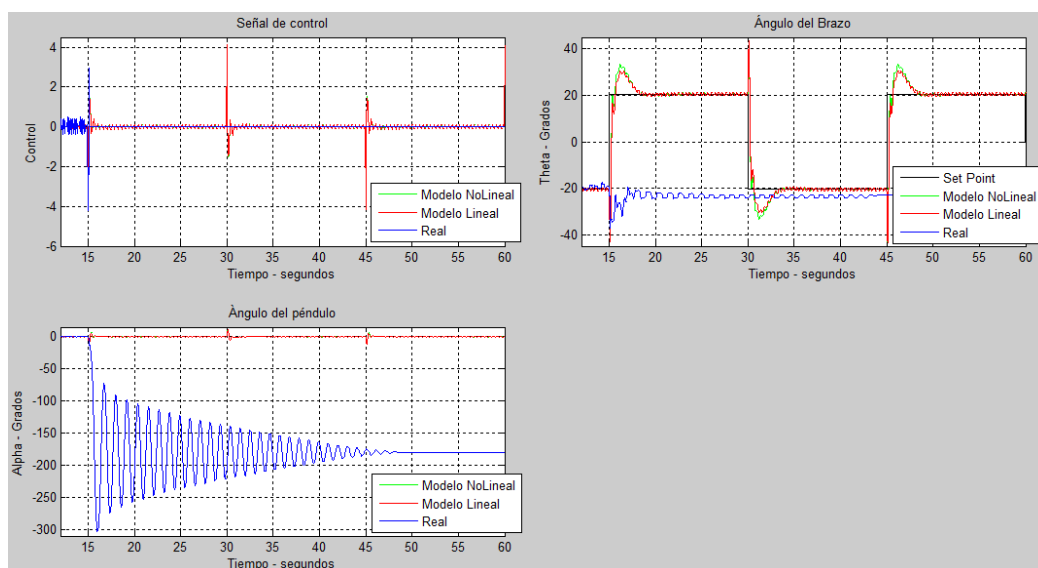 Señal de control
Control
4
2
0
-2
-4
-6
15 20 25 30 35 40 45 50 55 60
Tiempo - segundos
Modelo NoLineal
Modelo Lineal
Real
Ángulo del Brazo
Theta - Grados
40
20
0
-20
-40
15 20 25 30 35 40 45 50 55 60
Tiempo - segundos
Set Point
Modelo NoLineal
Modelo Lineal
Real
Àngulo del péndulo
Alpha - Grados
0
-50
-100
-150
-200
-250
-300
15 20 25 30 35 40 45 50 55 60
Tiempo - segundos
Modelo NoLineal
Modelo Lineal
Real